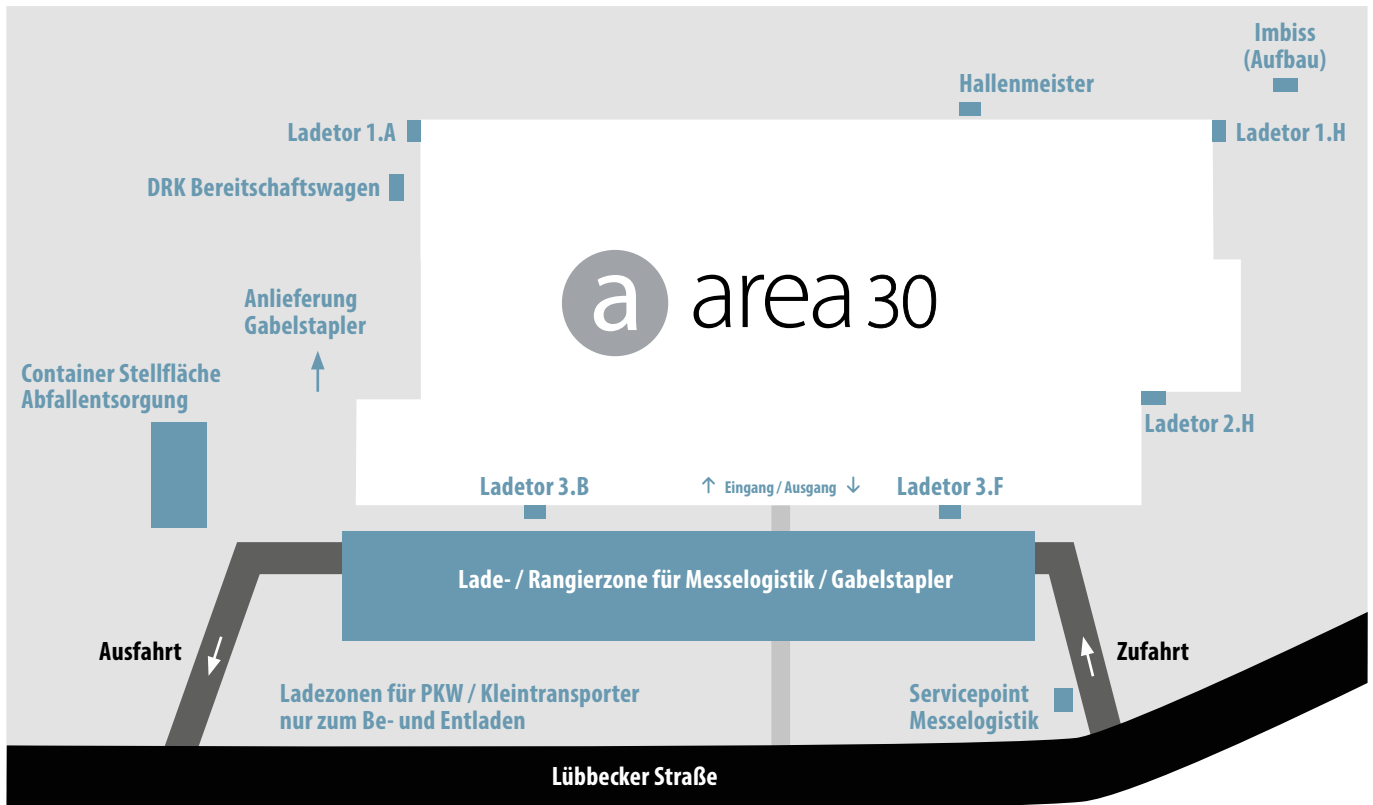 Imbiss
(Aufbau)
Hallenmeister
Ladetor 1.A
Ladetor 1.H
DRK Bereitschaftswagen
a area 30
Anlieferung
Gabelstapler
Container Stellfläche
Abfallentsorgung
Ladetor 2.H
Ladetor 3.B
↑ Eingang / Ausgang ↓
Ladetor 3.F
Lade- / Rangierzone für Messelogistik / Gabelstapler
Ausfahrt
Zufahrt
Ladezonen für PKW / Kleintransporter
nur zum Be- und Entladen
Servicepoint
Messelogistik
Lübbecker Straße